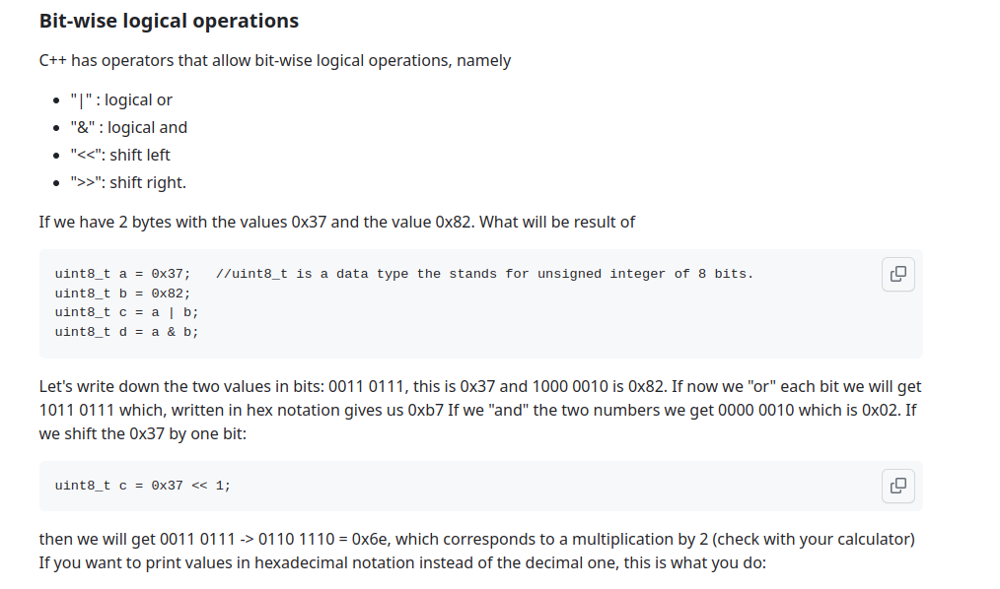 Bit-wise logical operations
C++ has operators that allow bit-wise logical operations, namely
• "|" : logical or
• "&" : logical and
• "<<": shift left
• ">>": shift right.
If we have 2 bytes with the values 0x37 and the value 0x82. What will be result of
uint8_t a = 0x37;   //uint8_t is a data type the stands for unsigned integer of 8 bits.
uint8_t b = 0x82;
uint8_t c = a | b;
uint8_t d = a & b;
Let's write down the two values in bits: 0011 0111, this is 0x37 and 1000 0010 is 0x82. If now we "or" each bit we will get
1011 0111 which, written in hex notation gives us 0xb7 If we "and" the two numbers we get 0000 0010 which is 0x02. If
we shift the 0x37 by one bit:
uint8_t c = 0x37 << 1;
then we will get 0011 0111 -> 0110 1110 = 0x6e, which corresponds to a multiplication by 2 (check with your calculator)
If you want to print values in hexadecimal notation instead of the decimal one, this is what you do: